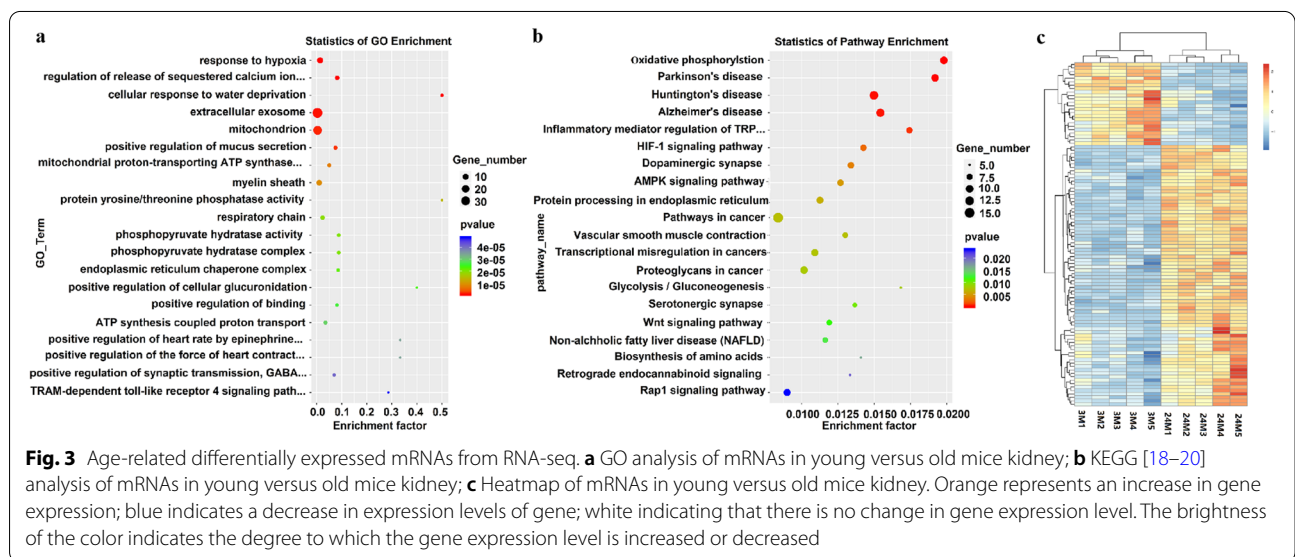 a
Statistics of GO Enrichment
GO_Term
response to hypoxia
regulation of release of sequestered calcium ion...
cellular response to water deprivation
extracellular exosome
mitochondrion
positive regulation of mucus secretion
mitochondrial proton-transporting ATP synthase...
myelin sheath
protein yrosine/threonine phosphatase activity
respiratory chain
phosphopyruvate hydratase activity
phosphopyruvate hydratase complex
endoplasmic reticulum chaperone complex
positive regulation of cellular glucuronidation
positive regulation of binding
ATP synthesis coupled proton transport
positive regulation of heart rate by epinephrine...
positive regulation of the force of heart contract...
positive regulation of synaptic transmission, GABA...
TRAM-dependent toll-like receptor 4 signaling path...
0.0 0.1 0.2 0.3 0.4 0.5
Enrichment factor
Gene_number
10
20
30
pvalue
4e-05
3e-05
2e-05
1e-05
b
Statistics of Pathway Enrichment
pathway_name
Oxidative phosphorylstion
Parkinson's disease
Huntington's disease
Alzheimer's disease
Inflammatory mediator regulation of TRP...
HIF-1 signaling pathway
Dopaminergic synapse
AMPK signaling pathway
Protein processing in endoplasmic reticulum
Pathways in cancer
Vascular smooth muscle contraction
Transcriptional misregulation in cancers
Proteoglycans in cancer
Glycolysis / Gluconeogenesis
Serotonergic synapse
Wnt signaling pathway
Non-alchholic fatty liver disease (NAFLD)
Biosynthesis of amino acids
Retrograde endocannabinoid signaling
Rap1 signaling pathway
0.0100 0.0125 0.0150 0.0175 0.0200
Enrichment factor
Gene_number
5.0
7.5
10.0
12.5
15.0
pvalue
0.020
0.015
0.010
0.005
c
3M1 3M2 3M3 3M4 3M5 24M1 24M2 24M3 24M4 24M5
Fig. 3 Age-related differentially expressed mRNAs from RNA-seq. a GO analysis of mRNAs in young versus old mice kidney; b KEGG [18–20]
analysis of mRNAs in young versus old mice kidney; c Heatmap of mRNAs in young versus old mice kidney. Orange represents an increase in gene
expression; blue indicates a decrease in expression levels of gene; white indicating that there is no change in gene expression level. The brightness
of the color indicates the degree to which the gene expression level is increased or decreased